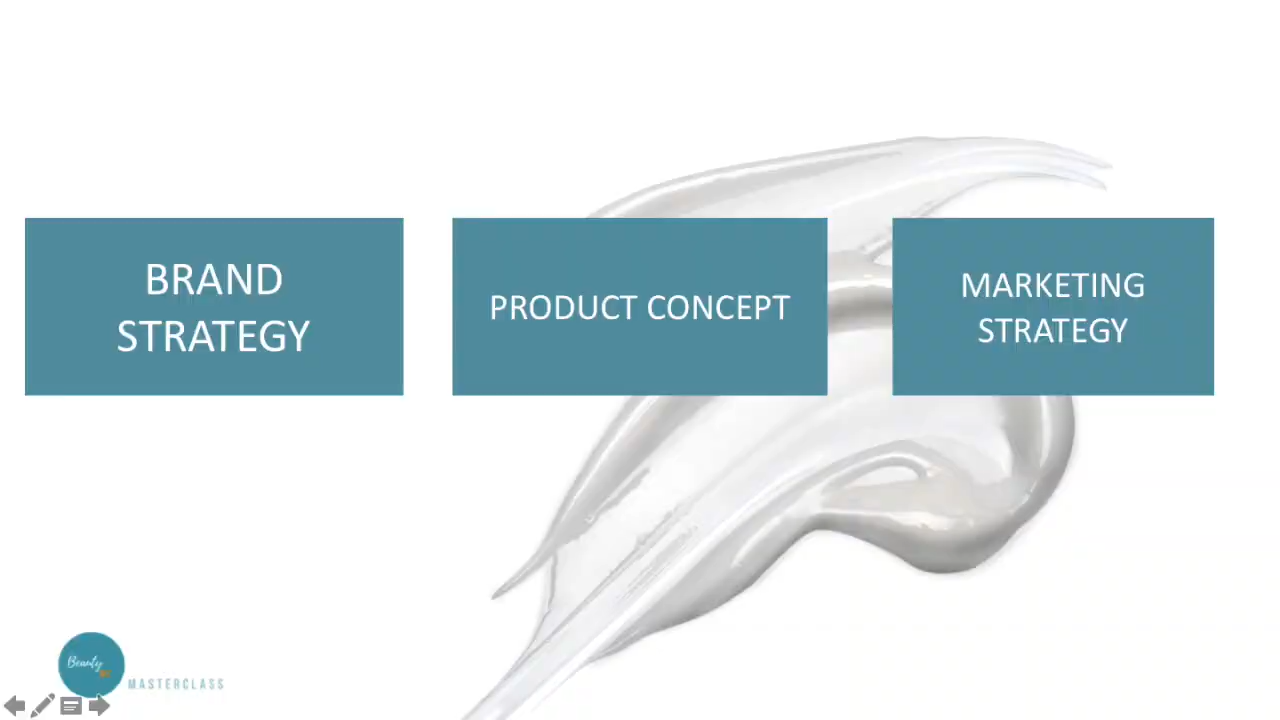 BRAND
STRATEGY
PRODUCT CONCEPT
MARKETING
STRATEGY
Beauty
MASTERCLASS